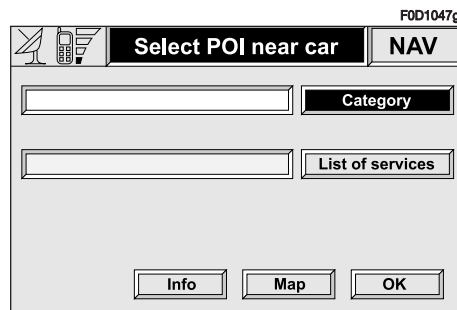 F0D1047g
Select POI near car
NAV
Category
List of services
Info
Map
OK